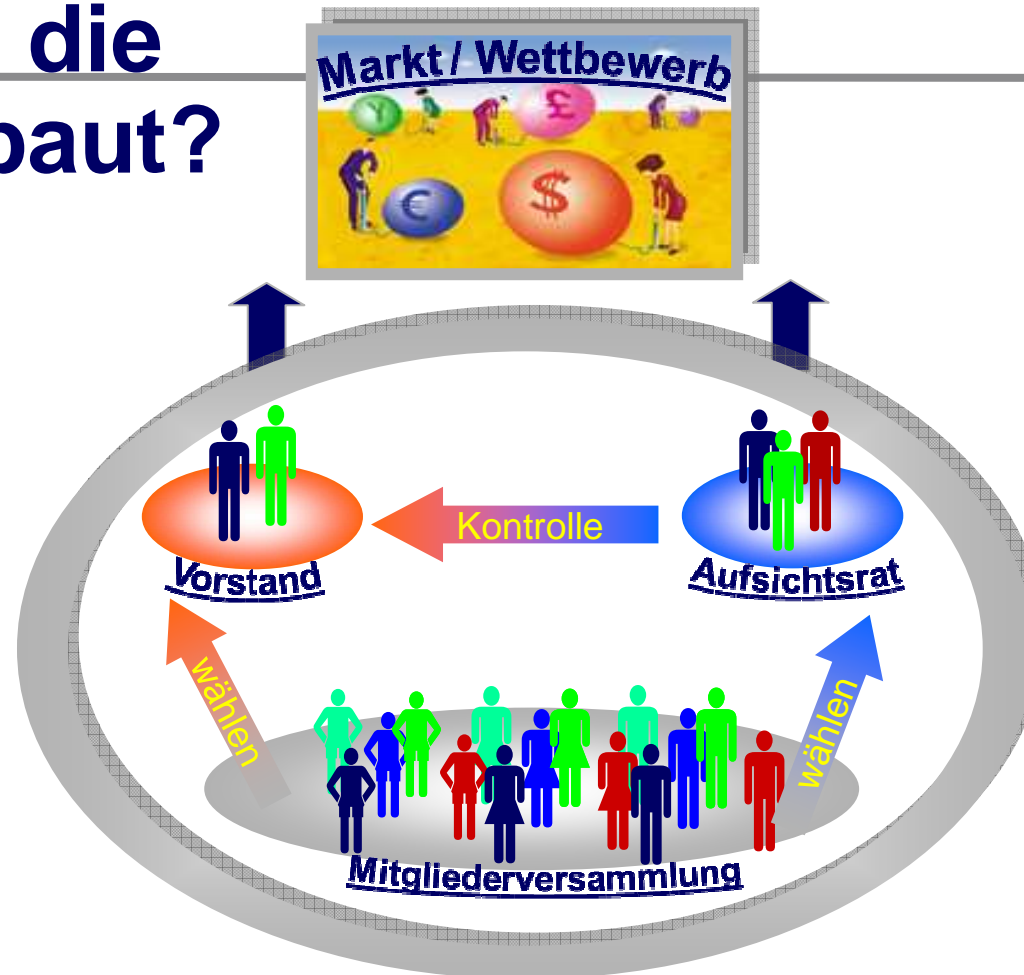 die
baut?
Markt / Wettbewerb
Y
£
€
$
Kontrolle
Vorstand
Aufsichtsrat
wählen
wählen
Mitgliederversammlung